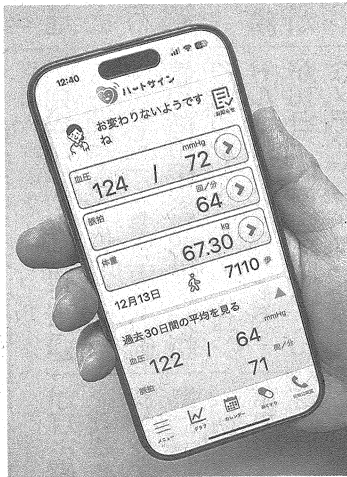 12:40
ハートサイン
お変わりないようです
ね
お知らせ
血圧
mmHg
124 / 72
脈拍
回/分
64
体重
kg
67.30
12月13日
7110 歩
過去30日間の平均を見る
血圧
mmHg
122 / 64
脈拍
回/分
71
メニュー
グラフ
カレンダー